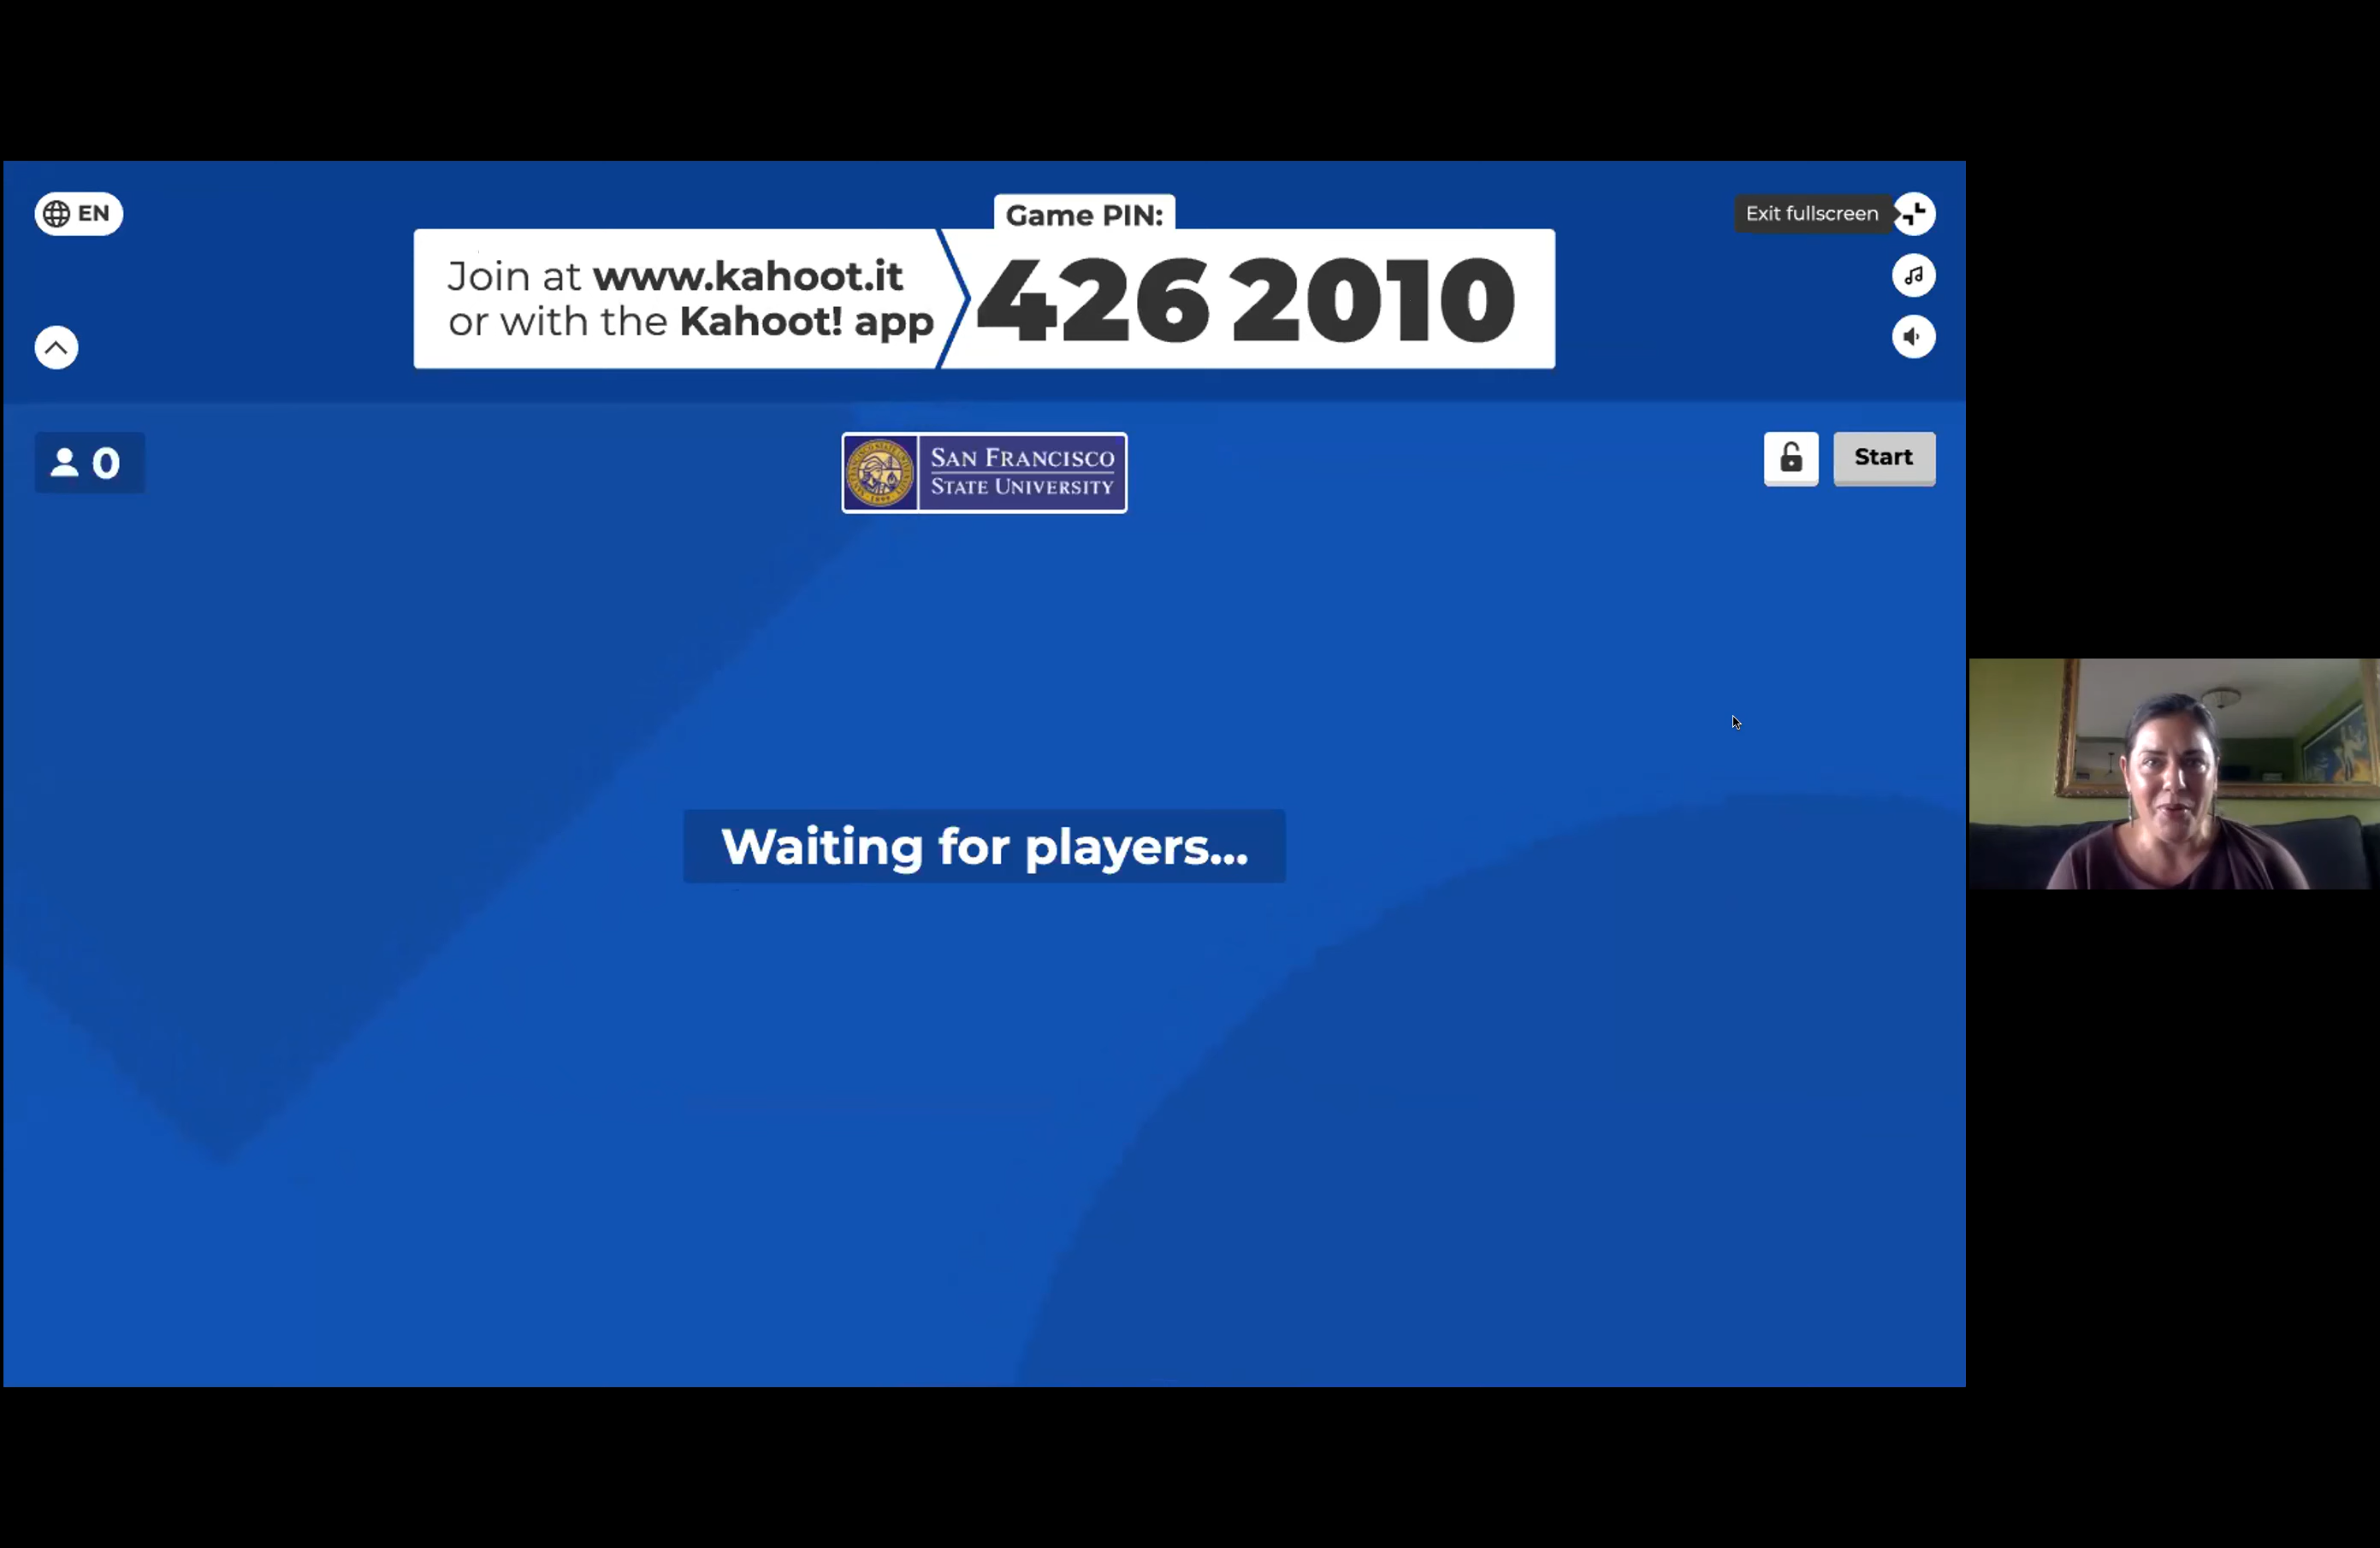 EN
Game PIN:
Exit fullscreen
Join at www.kahoot.it
or with the Kahoot! app
426 2010
0
SAN FRANCISCO
STATE UNIVERSITY
Start
Waiting for players...